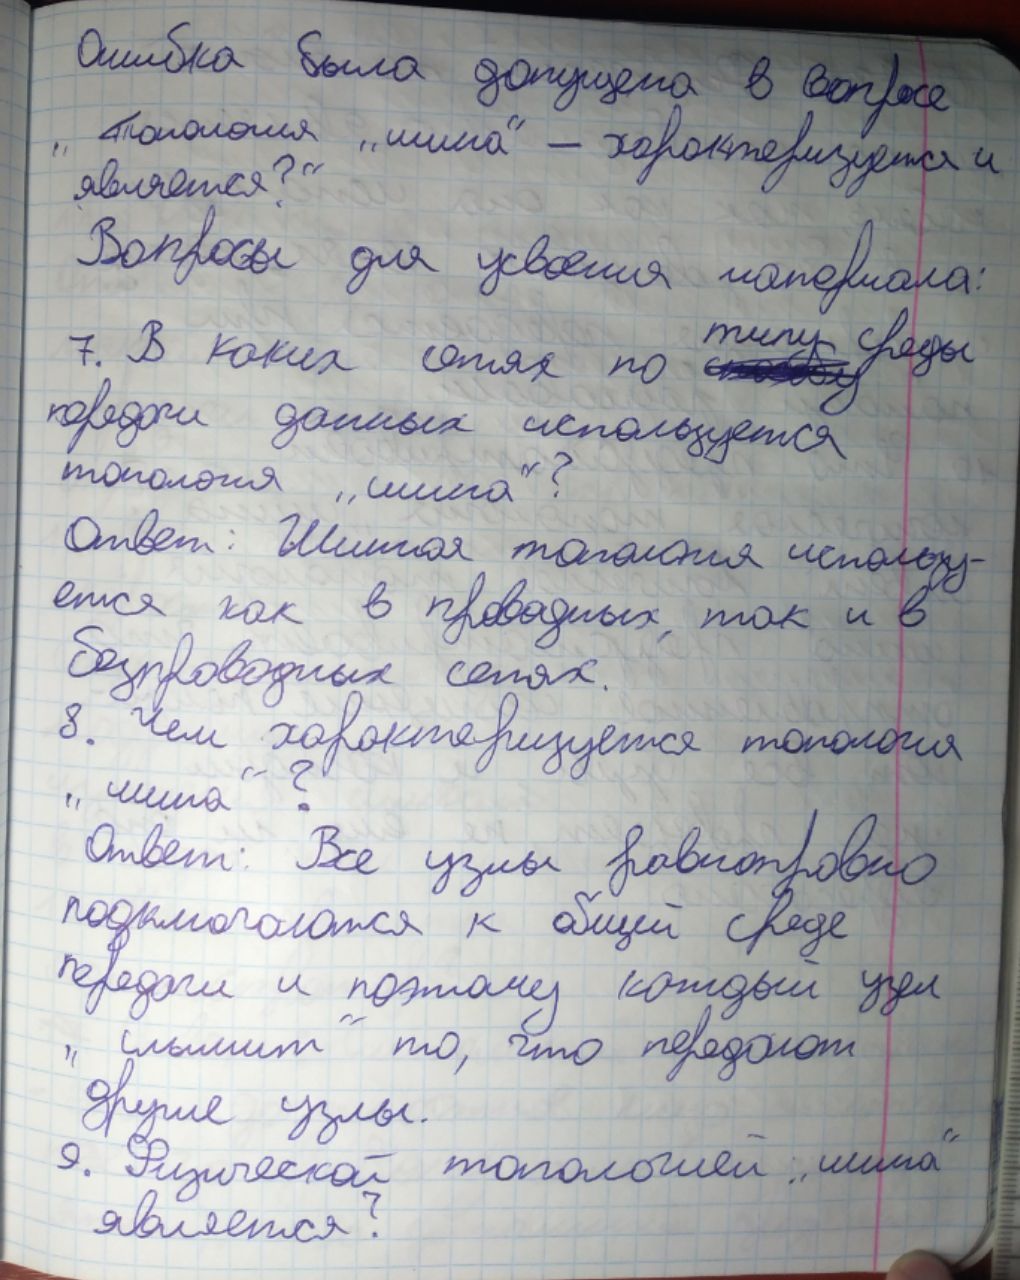 Ошибка была допущена в вопросе
„Топология „шина“ – характеризуется и
является?“
Вопросы для усвоения материала:
7. В каких сетях по типу среды
передачи данных используется
топология „шина“?
Ответ: Шинная топология использу-
ется как в проводных, так и в
безпроводных сетях.
8. Чем характеризуется топология
„шина“?
Ответ: Все узлы равноправно
подключаются к общей среде
передачи и поэтому каждый узел
„слышит“ то, что передают
другие узлы.
9. Физической топологией „шина“
является?